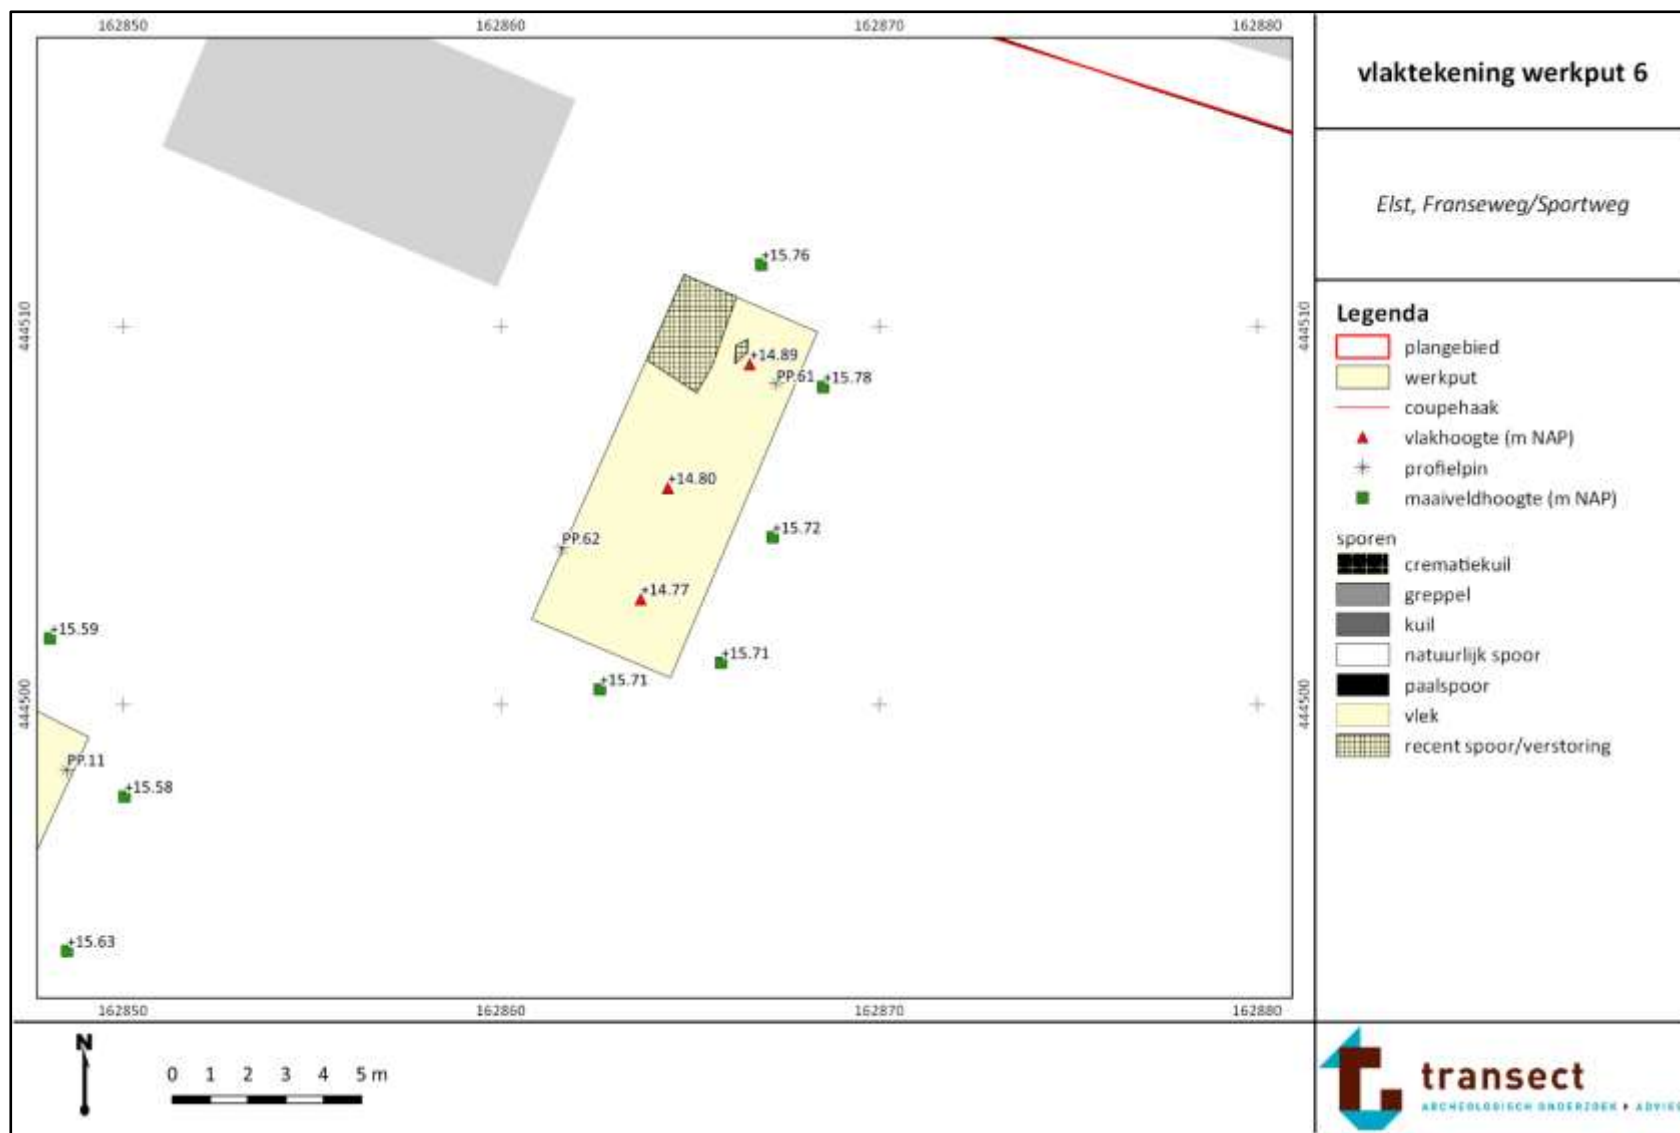 162850 162860 162870 162880
vlaktekening werkput 6
Elst, Franseweg/Sportweg
+15.76
444510
444510
+14.89
PP.61
+15.78
+14.80
+15.72
PP.62
+14.77
+15.59
+15.71
+15.71
444500
444500
PP.11
+15.58
+15.63
162850 162860 162870 162880
Legenda
plangebied
werkput
coupehaak
vlakhoogte (m NAP)
profielpin
maaiveldhoogte (m NAP)
sporen
crematiekuil
greppel
kuil
natuurlijk spoor
paalspoor
vlek
recent spoor/verstoring
N
0 1 2 3 4 5 m
transect
ARCHEOLOGISCH ONDERZOEK & ADVIES